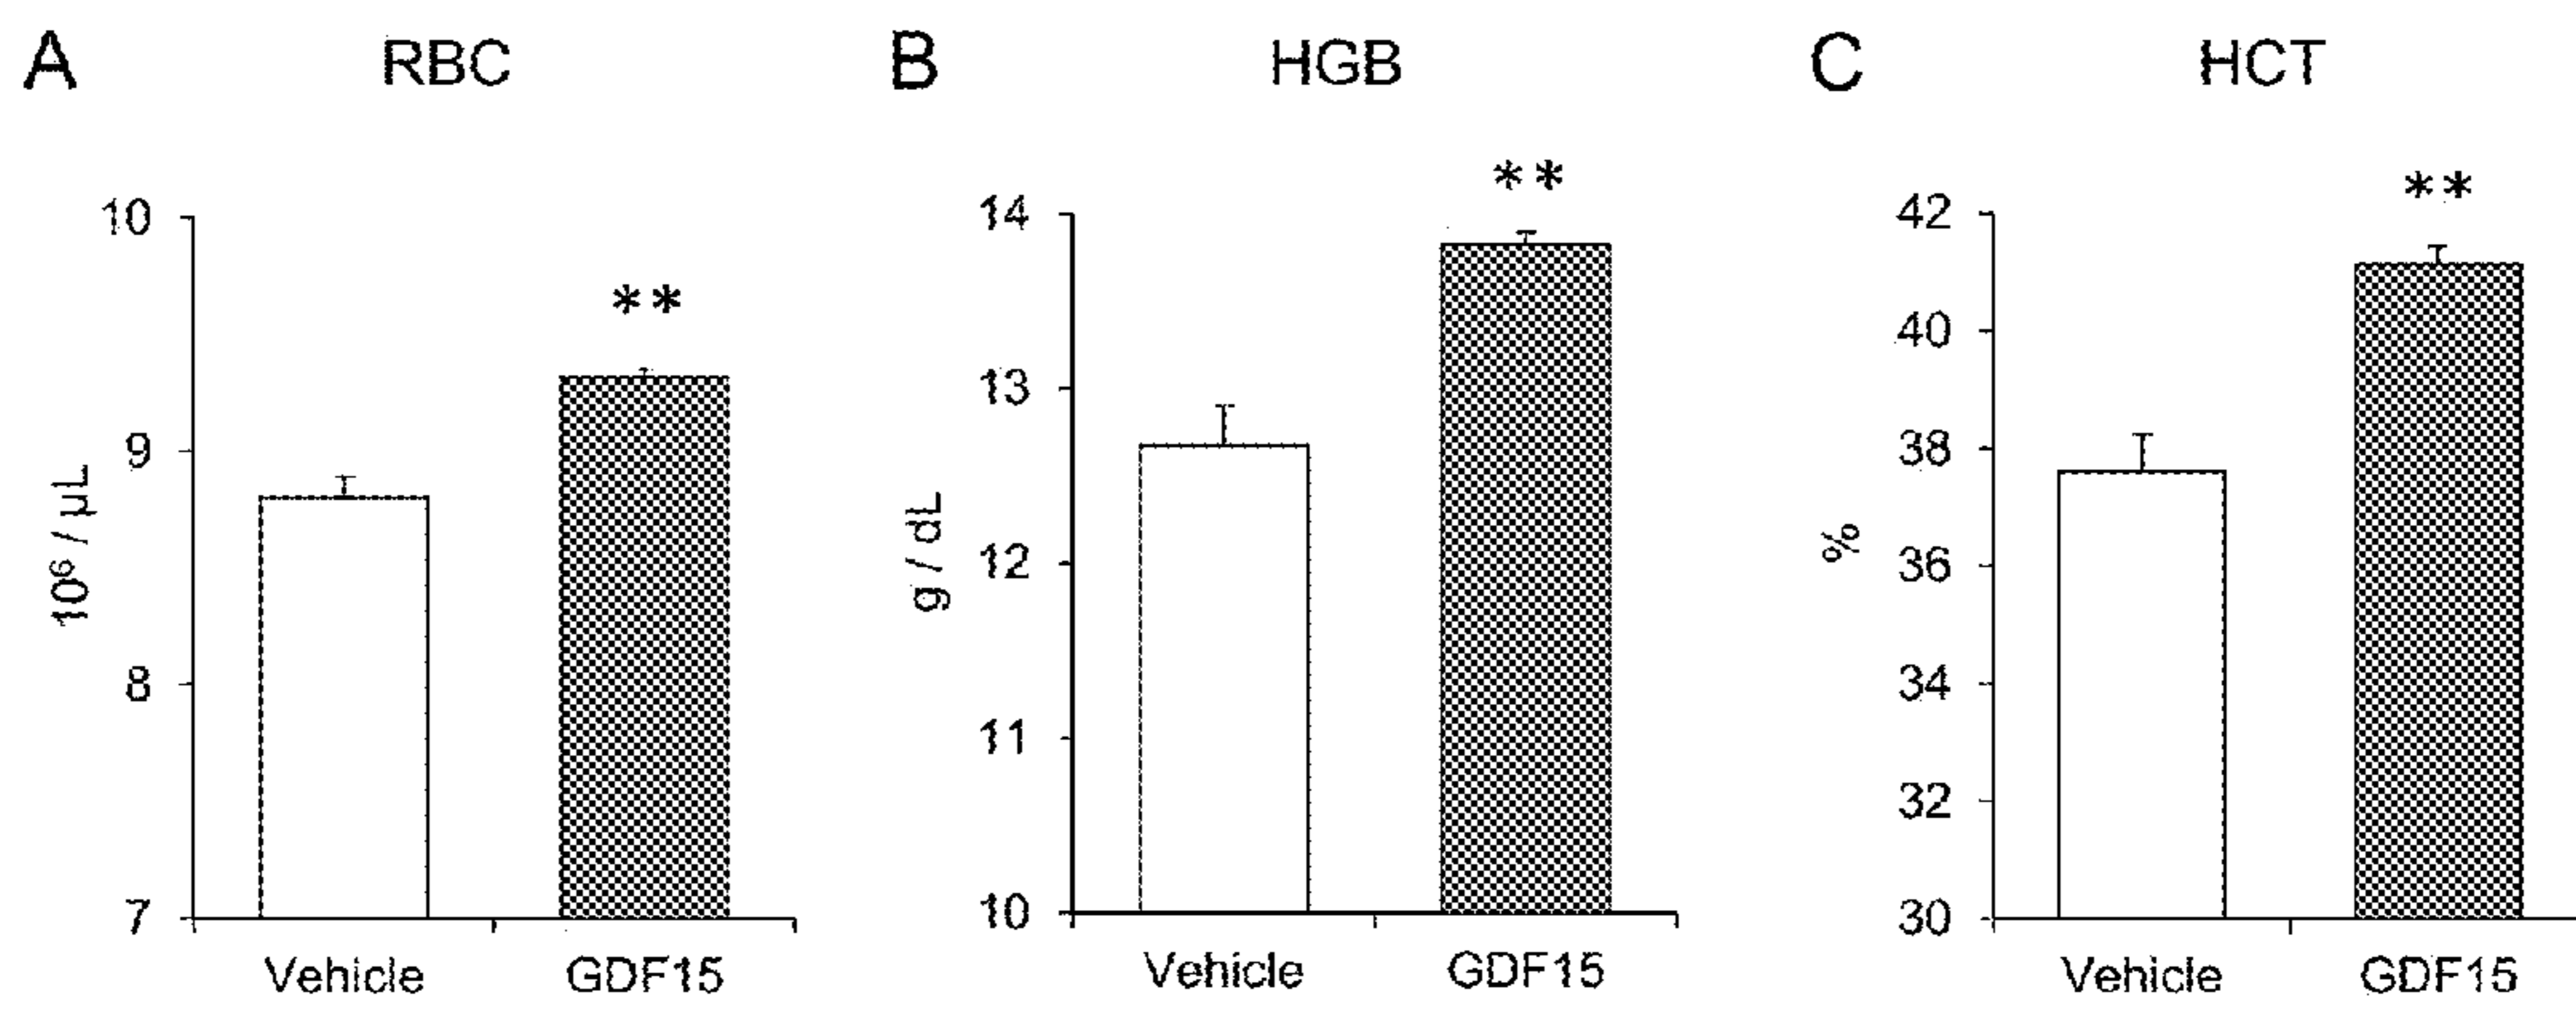 A RBC
10
9
8
7
10⁶ / µL
**
Vehicle GDF15
B HGB
14
13
12
11
10
g / dL
**
Vehicle GDF15
C HCT
42
40
38
36
34
32
30
%
**
Vehicle GDF15